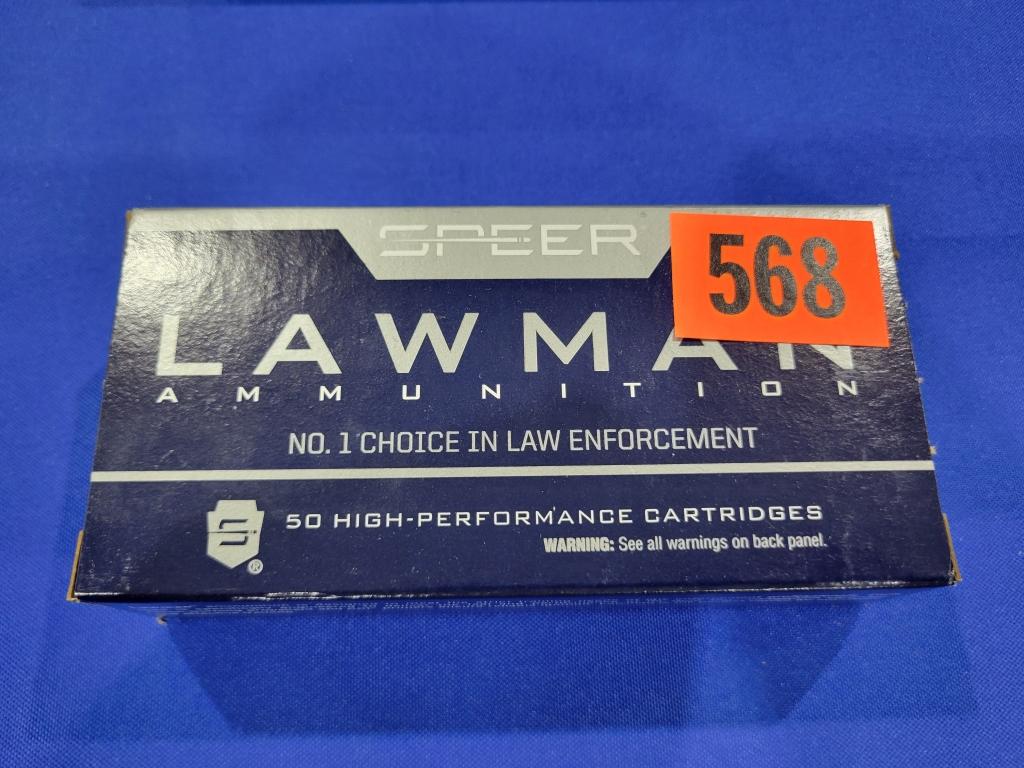 SPEER
568
LAWMAN
AMMUNITION
NO. 1 CHOICE IN LAW ENFORCEMENT
S
50 HIGH-PERFORMANCE CARTRIDGES
WARNING: See all warnings on back panel.
®